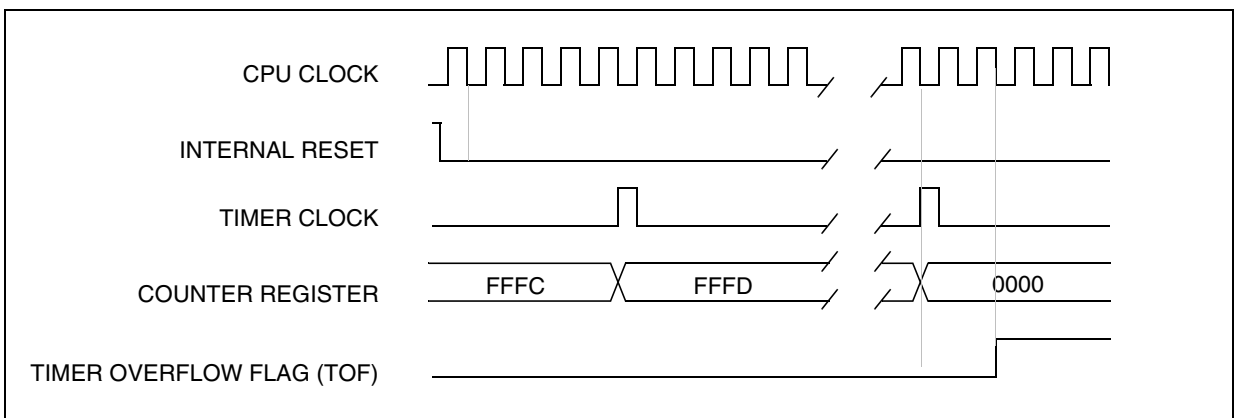 CPU CLOCK
INTERNAL RESET
TIMER CLOCK
COUNTER REGISTER
FFFC
FFFD
0000
TIMER OVERFLOW FLAG (TOF)